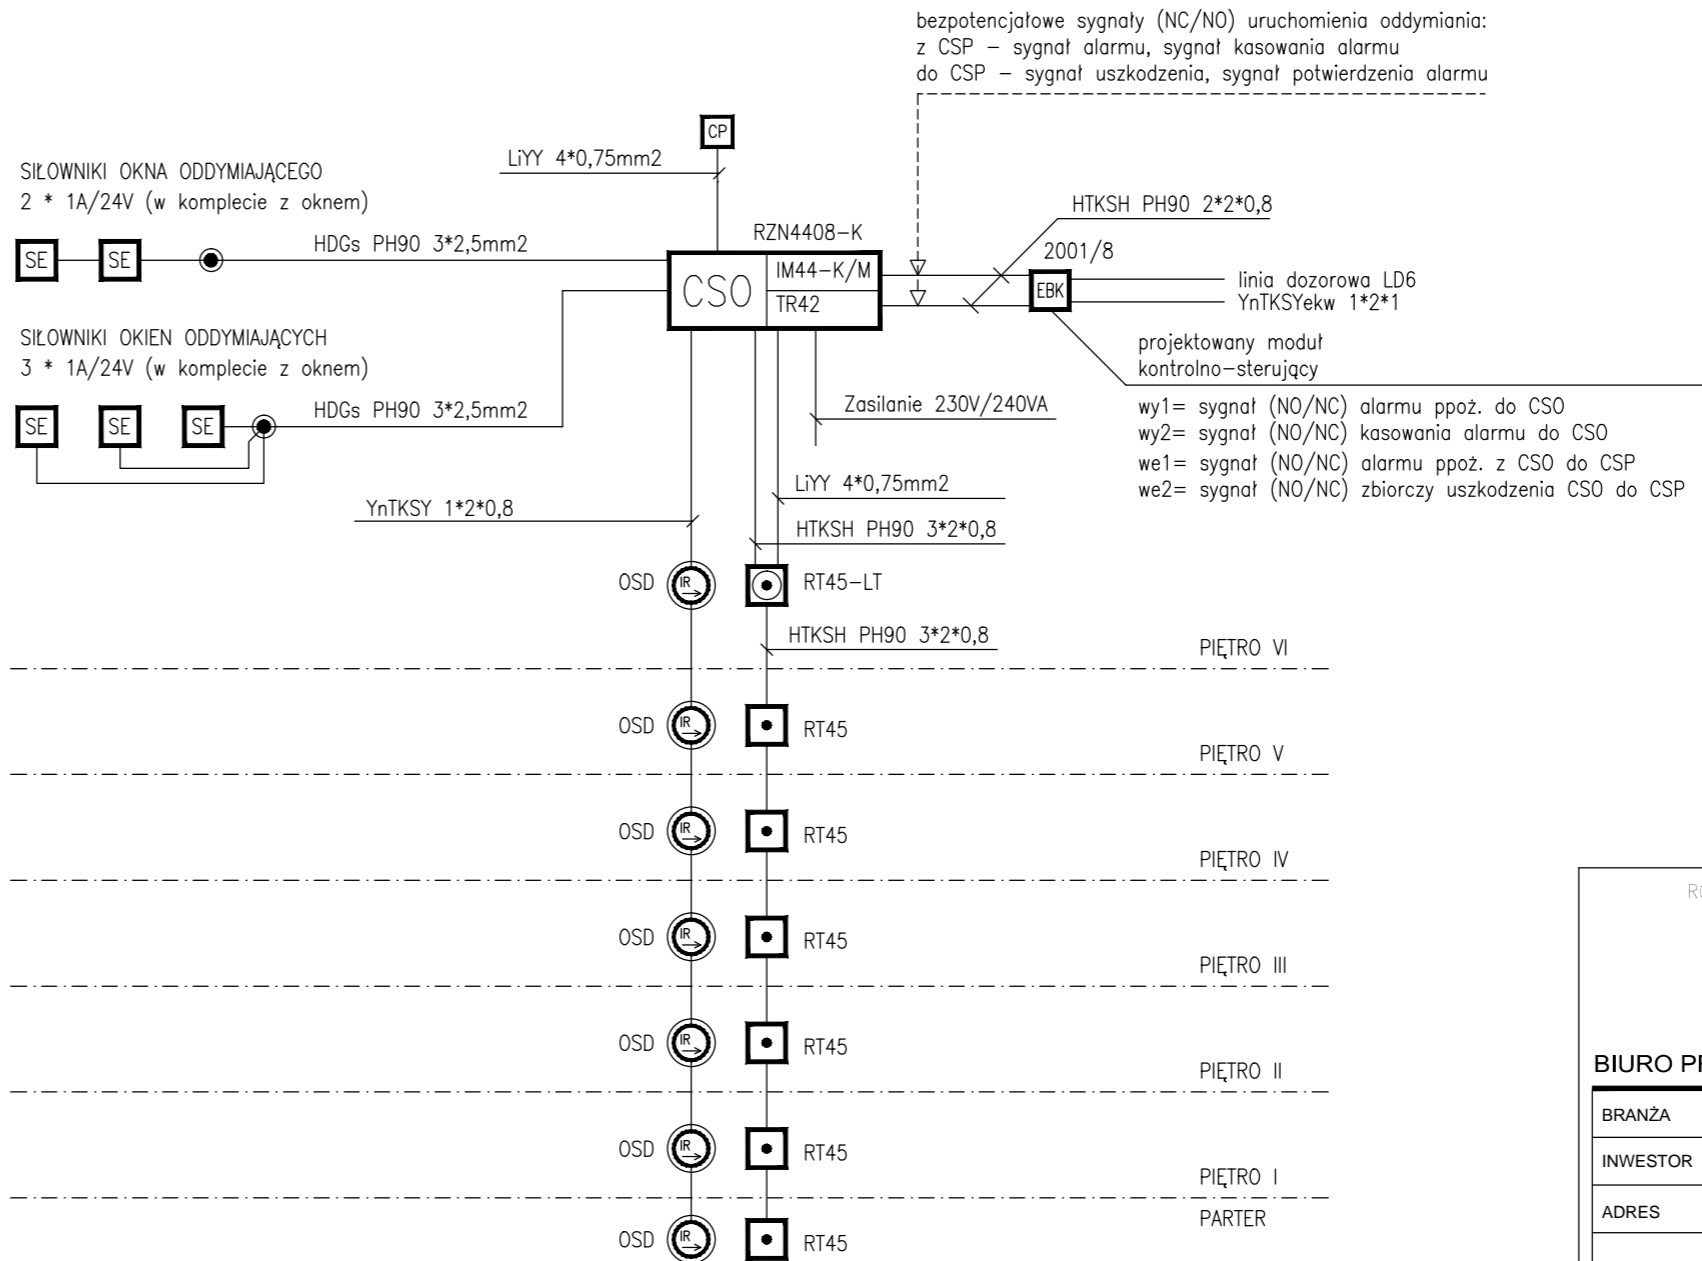 bezpotencjałowe sygnały (NC/NO) uruchomienia oddymiania:
z CSP – sygnał alarmu, sygnał kasowania alarmu
do CSP – sygnał uszkodzenia, sygnał potwierdzenia alarmu
CP
LiYY 4*0,75mm2
SIŁOWNIKI OKNA ODDYMIAJĄCEGO
2 * 1A/24V (w komplecie z oknem)
HTKSH PH90 2*2*0,8
RZN4408-K
HDGs PH90 3*2,5mm2
2001/8
SE
SE
CSO
IM44-K/M
TR42
EBK
linia dozorowa LD6
YnTKSYekw 1*2*1
SIŁOWNIKI OKIEN ODDYMIAJĄCYCH
3 * 1A/24V (w komplecie z oknem)
projektowany moduł
kontrolno-sterujący
HDGs PH90 3*2,5mm2
Zasilanie 230V/240VA
wy1= sygnał (NO/NC) alarmu ppoż. do CSO
wy2= sygnał (NO/NC) kasowania alarmu do CSO
we1= sygnał (NO/NC) alarmu ppoż. z CSO do CSP
we2= sygnał (NO/NC) zbiorczy uszkodzenia CSO do CSP
SE
SE
SE
LiYY 4*0,75mm2
YnTKSY 1*2*0,8
HTKSH PH90 3*2*0,8
OSD
IR
RT45-LT
HTKSH PH90 3*2*0,8
PIĘTRO VI
OSD
IR
RT45
PIĘTRO V
OSD
IR
RT45
PIĘTRO IV
OSD
IR
RT45
PIĘTRO III
OSD
IR
RT45
PIĘTRO II
OSD
IR
RT45
PIĘTRO I
PARTER
OSD
IR
RT45
BIURO
BRANŻA
INWESTOR
ADRES